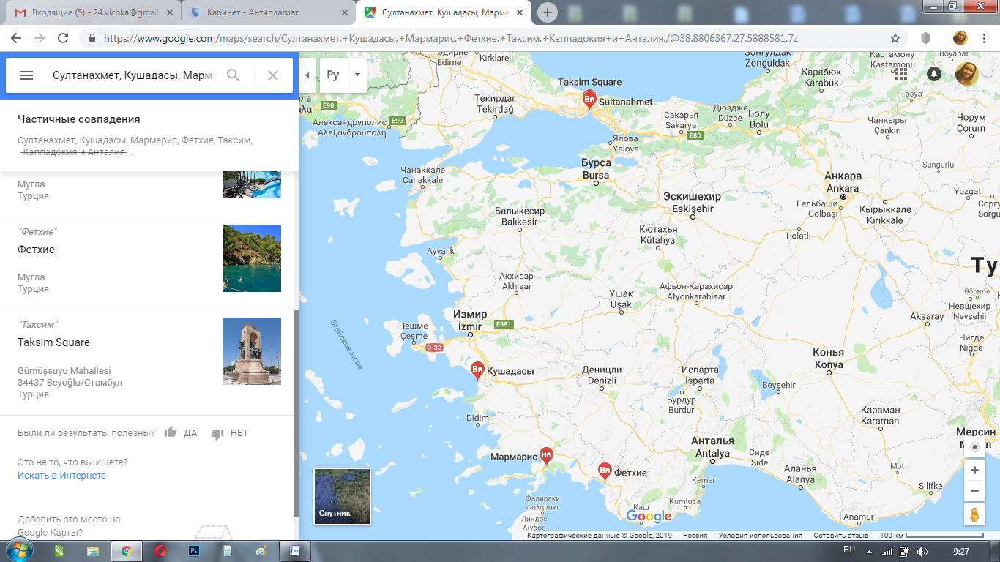 Входящие (5) - 24.vichka@gmail
Кабинет - Антиплагиат
Султанахмет, Кушадасы, Марма
https://www.google.com/maps/search/Султанахмет,+Кушадасы,+Мармарис,+Фетхие,+Таксим,+Каппадокия+и+Анталия./@38.8806367,27.5888581,7z
Султанахмет, Кушадасы, Марма
Ру
Частичные совпадения
Султанахмет, Кушадасы, Мармарис, Фетхие, Таксим,
Каппадокия и Анталия .
Мугла
Турция
"Фетхие"
Фетхие
Мугла
Турция
"Таксим"
Taksim Square
Gümüşsuyu Mahallesi
34437 Beyoğlu/Стамбул
Турция
Были ли результаты полезны? ДА НЕТ
Это не то, что вы ищете?
Искать в Интернете
Добавить это место на
Google Карты?
Эдирне
Edirne
Kırklareli
Зонгулдак
Zonguldak
Кастамону
Kastamonu
Boyabat
Карабюк
Karabük
Taksim Square
Sultanahmet
E90
Александруполис
Αλεξανδρούπολη
E90
Текирдаг
Tekirdağ
Tosya
Сакарья
Sakarya
Дюздже
Düzce
Болу
Bolu
Чанкыры
Çankırı
Чорум
Çorum
E80
Ялова
Yalova
Бурса
Bursa
Чанаккале
Çanakkale
Sungurlu
Анкара
Ankara
Yozgat
Эскишехир
Eskişehir
Гёльбаши
Gölbaşı
Кырыккале
Kırıkkale
Балыкесир
Balıkesir
Кютахья
Kütahya
Polatlı
Ayvalık
Ту
Акхисар
Akhisar
Афьон-Карахисар
Afyonkarahisar
Ушак
Uşak
Göreme
Невшехир
Nevşehir
Aksaray
Измир
İzmir
E881
Чешме
Çeşme
O-32
Эгейское море
Нигде
Niğde
Конья
Konya
Кушадасы
Деницли
Denizli
Испарта
Isparta
Beyşehir
Бурдур
Burdur
Didim
Караман
Karaman
Мерсин
Анталья
Antalya
Сиде
Side
Мармарис
Фетхие
Аланья
Alanya
Mut
Silifke
Kemer
Фалираки
Φαληράκι
Каш
Kumluca
Линдос
Λίνδος
Anamur
Спутник
Google
Картографические данные © Google, 2019 Россия Условия использования Оставить отзыв 100 км
RU
9:27